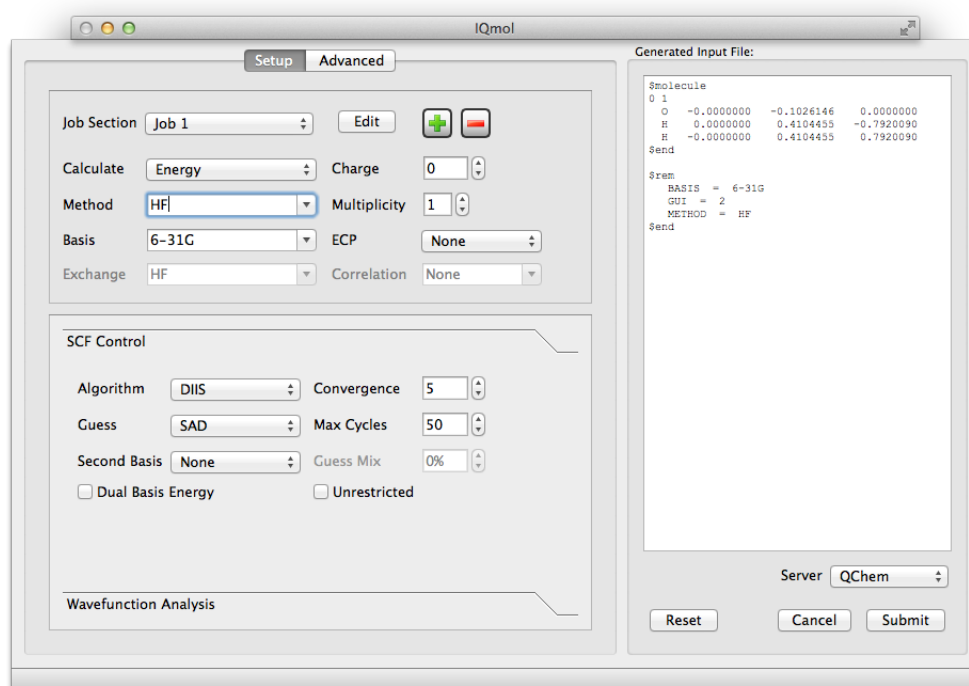 IQmol
Setup Advanced
Job Section Job 1 Edit
Calculate Energy Charge 0
Method HF Multiplicity 1
Basis 6-31G ECP None
Exchange HF Correlation None
SCF Control
Algorithm DIIS Convergence 5
Guess SAD Max Cycles 50
Second Basis None Guess Mix 0%
Dual Basis Energy Unrestricted
Wavefunction Analysis
Generated Input File:
$molecule
0 1
O -0.0000000 -0.1026146 0.0000000
H 0.0000000 0.4104455 -0.7920090
H -0.0000000 0.4104455 0.7920090
$end
$rem
BASIS = 6-31G
GUI = 2
METHOD = HF
$end
Server QChem
Reset Cancel Submit